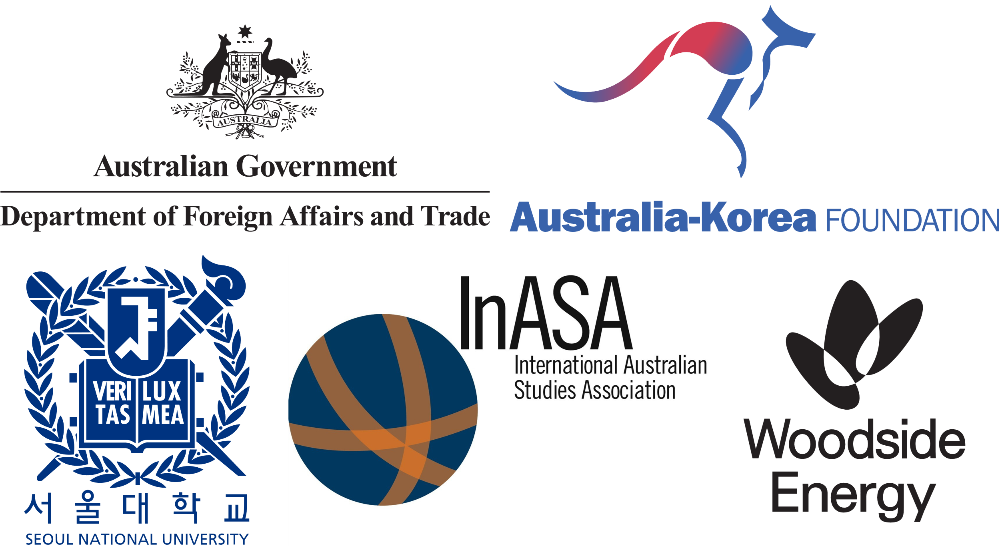 AUSTRALIA
Australian Government
Department of Foreign Affairs and Trade
Australia-Korea FOUNDATION
VERI LUX
TAS MEA
서울대학교
SEOUL NATIONAL UNIVERSITY
InASA
International Australian
Studies Association
Woodside
Energy